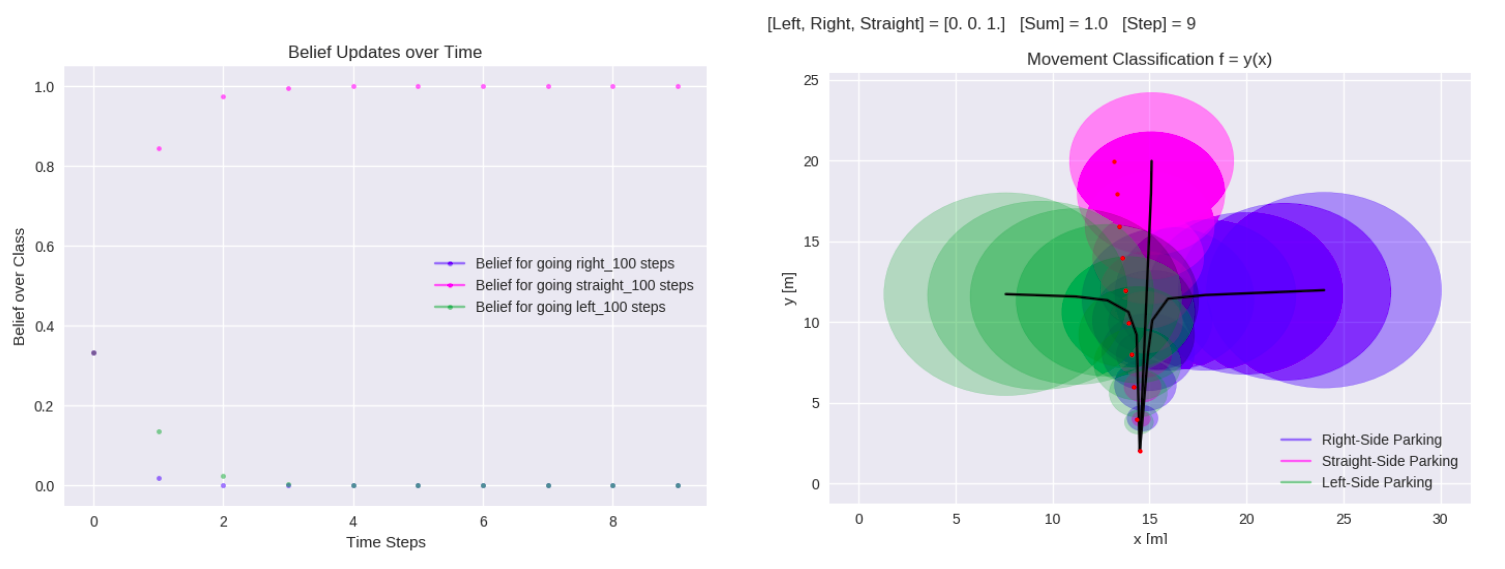 [Left, Right, Straight] = [0. 0. 1.]   [Sum] = 1.0   [Step] = 9
Belief Updates over Time
1.0
0.8
0.6
0.4
0.2
0.0
Belief over Class
Belief for going right_100 steps
Belief for going straight_100 steps
Belief for going left_100 steps
0 2 4 6 8
Time Steps
Movement Classification f = y(x)
25
20
15
10
5
0
y [m]
Right-Side Parking
Straight-Side Parking
Left-Side Parking
0 5 10 15 20 25 30
x [m]